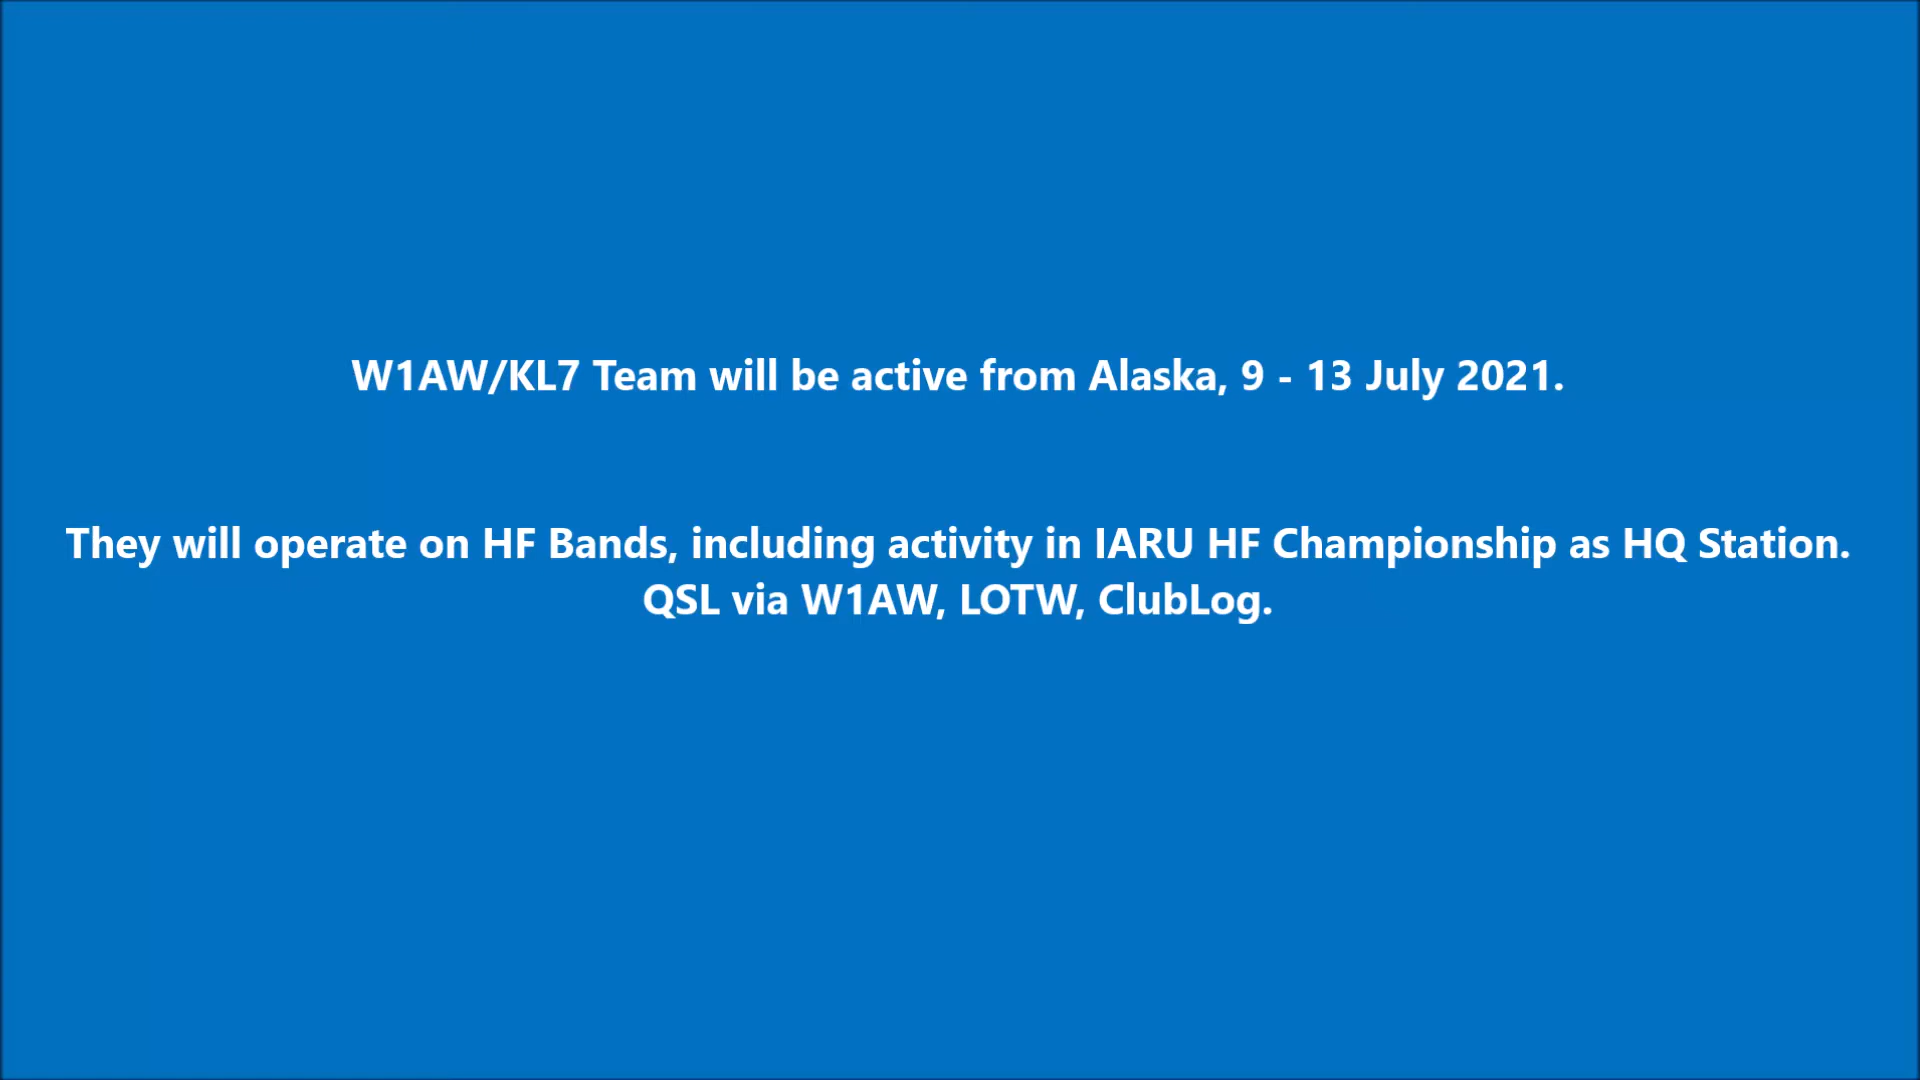 W1AW/KL7 Team will be active from Alaska, 9 - 13 July 2021.
They will operate on HF Bands, including activity in IARU HF Championship as HQ Station.
QSL via W1AW, LOTW, ClubLog.